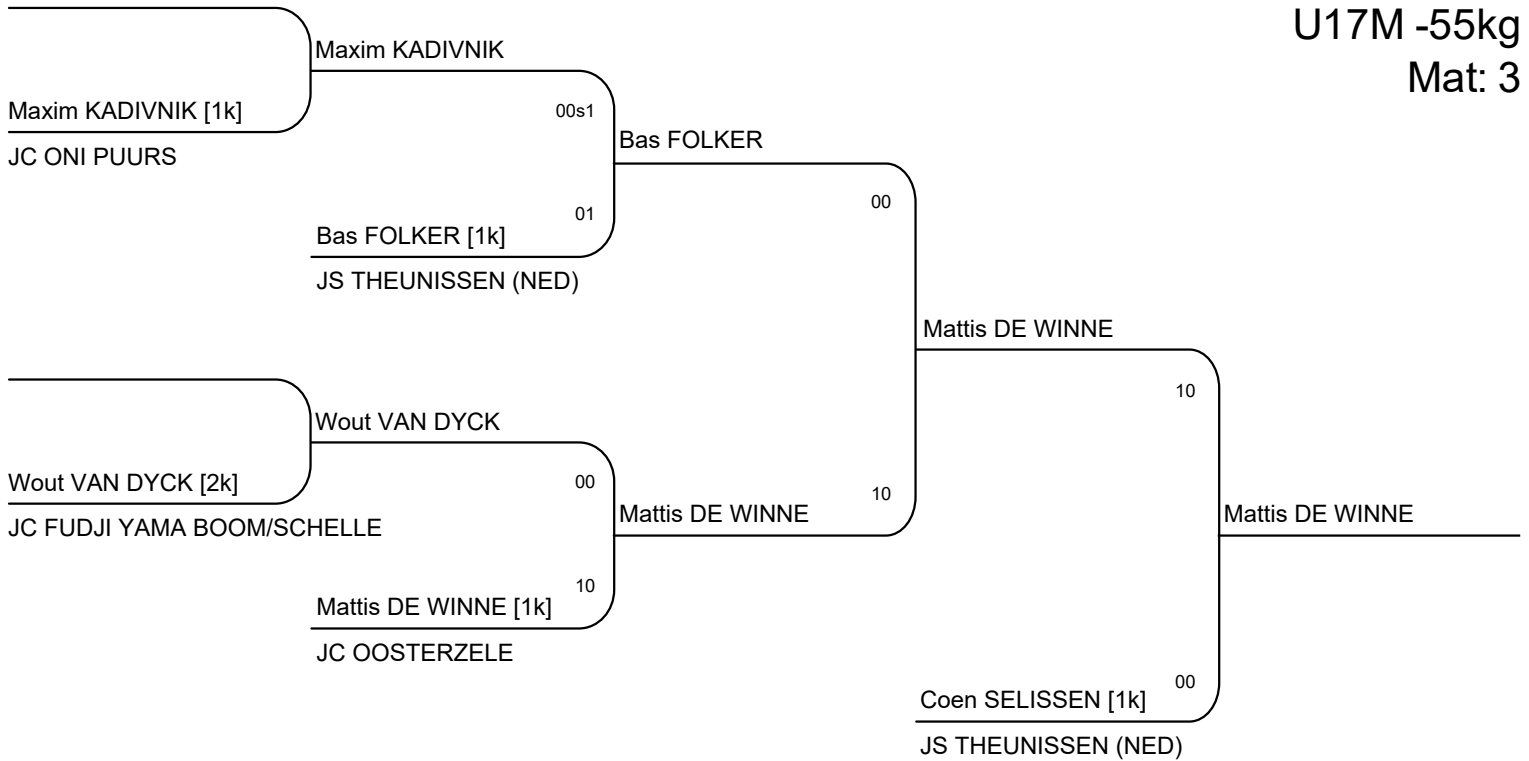 U17M -55kg
Mat: 3
Maxim KADIVNIK
Maxim KADIVNIK [1k]
JC ONI PUURS
00s1
Bas FOLKER
01
Bas FOLKER [1k]
JS THEUNISSEN (NED)
00
Mattis DE WINNE
10
Wout VAN DYCK
Wout VAN DYCK [2k]
JC FUDJI YAMA BOOM/SCHELLE
00
Mattis DE WINNE
10
Mattis DE WINNE
10
Mattis DE WINNE [1k]
JC OOSTERZELE
00
Coen SELISSEN [1k]
JS THEUNISSEN (NED)